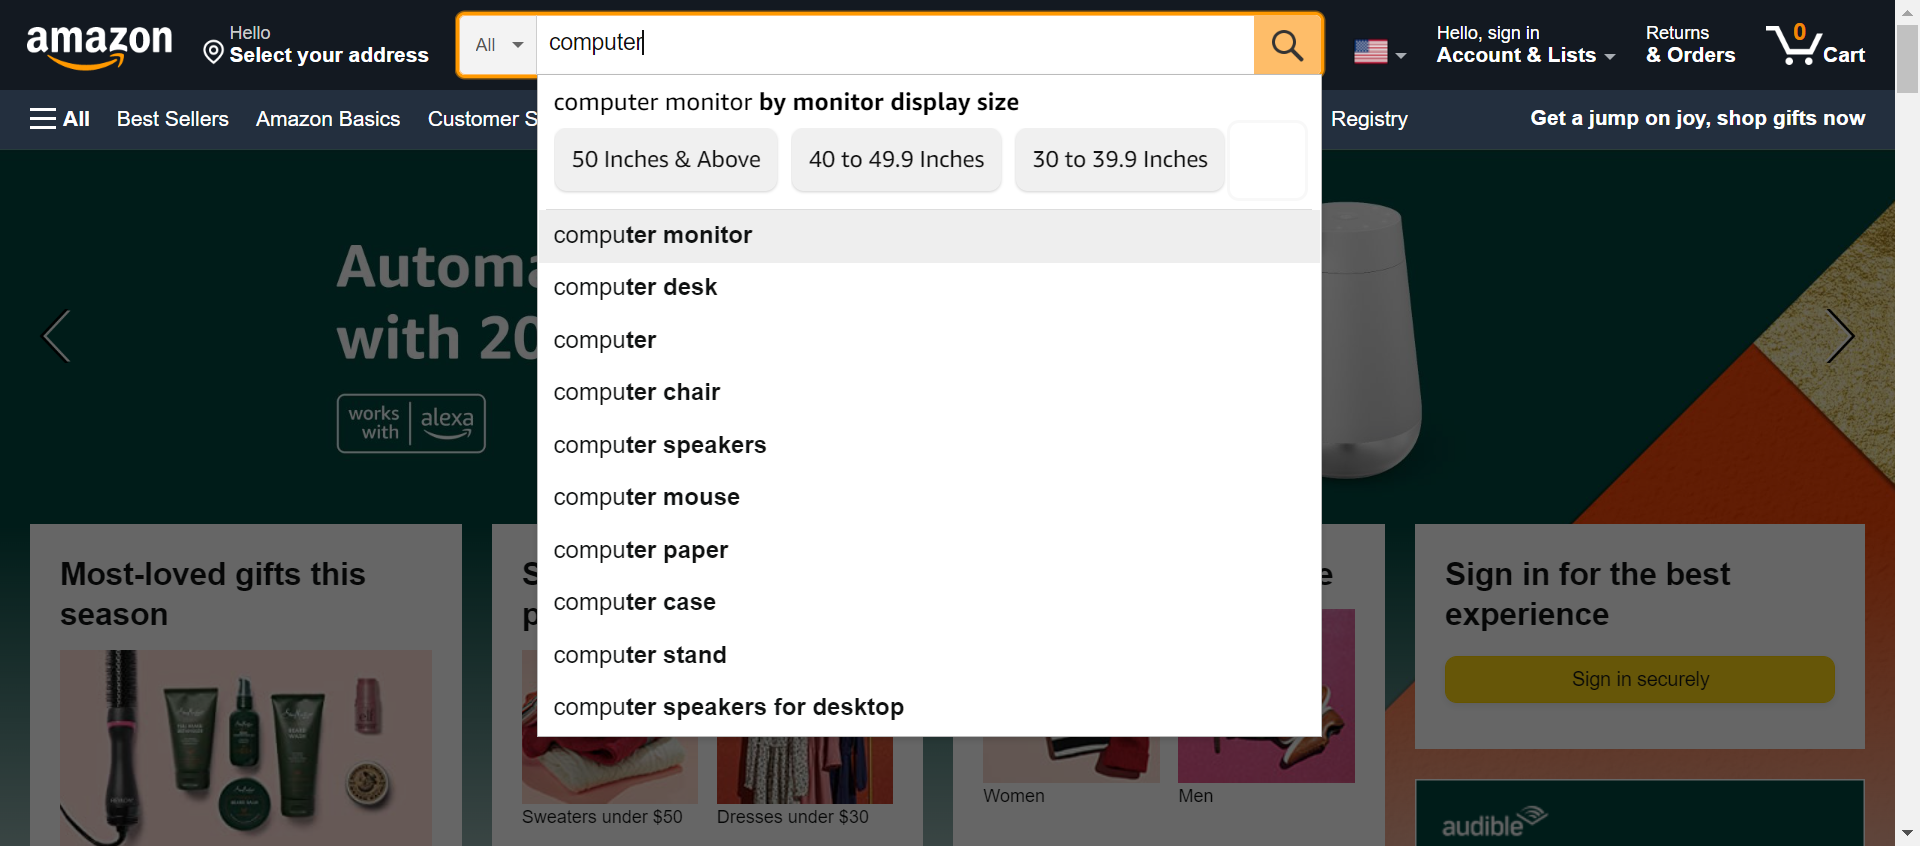 amazon
Hello
Select your address
All
computer
Hello, sign in
Account & Lists
Returns
& Orders
0
Cart
All
Best Sellers
Amazon Basics
Customer S
Registry
Get a jump on joy, shop gifts now
computer monitor by monitor display size
50 Inches & Above
40 to 49.9 Inches
30 to 39.9 Inches
computer monitor
computer desk
computer
computer chair
computer speakers
computer mouse
computer paper
computer case
computer stand
computer speakers for desktop
Automa
with 20
works with
alexa
Most-loved gifts this
season
S
p
e
Sweaters under $50
Dresses under $30
Women
Men
Sign in for the best
experience
Sign in securely
audible